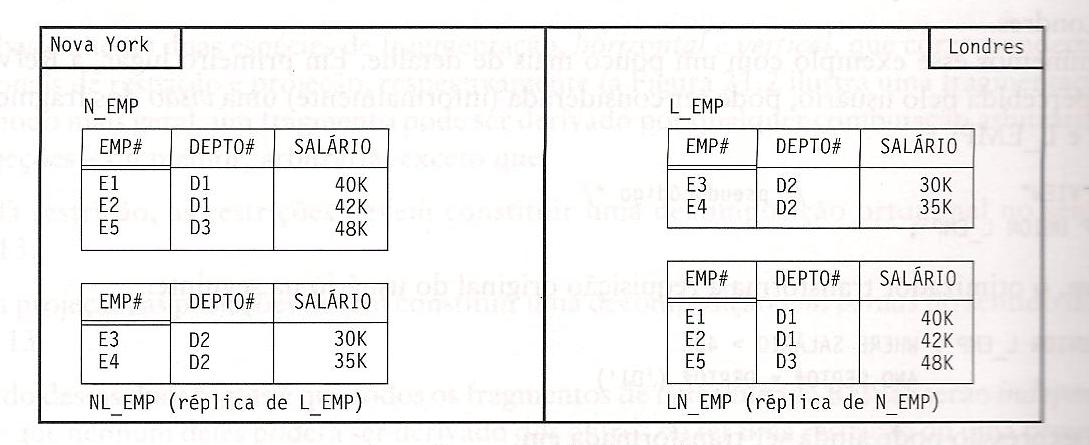 Nova York
N_EMP
EMP# DEPTO# SALÁRIO
E1 D1 40K
E2 D1 42K
E5 D3 48K
EMP# DEPTO# SALÁRIO
E3 D2 30K
E4 D2 35K
NL_EMP (réplica de L_EMP)
Londres
L_EMP
EMP# DEPTO# SALÁRIO
E3 D2 30K
E4 D2 35K
EMP# DEPTO# SALÁRIO
E1 D1 40K
E2 D1 42K
E5 D3 48K
LN_EMP (réplica de N_EMP)